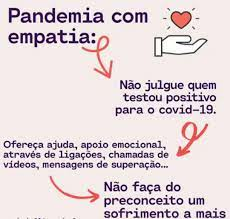 Pandemia com
empatia:
Não julgue quem
testou positivo
para o covid-19.
Ofereça ajuda, apoio emocional,
através de ligações, chamadas de
vídeos, mensagens de superação...
Não faça do
preconceito um
sofrimento a mais